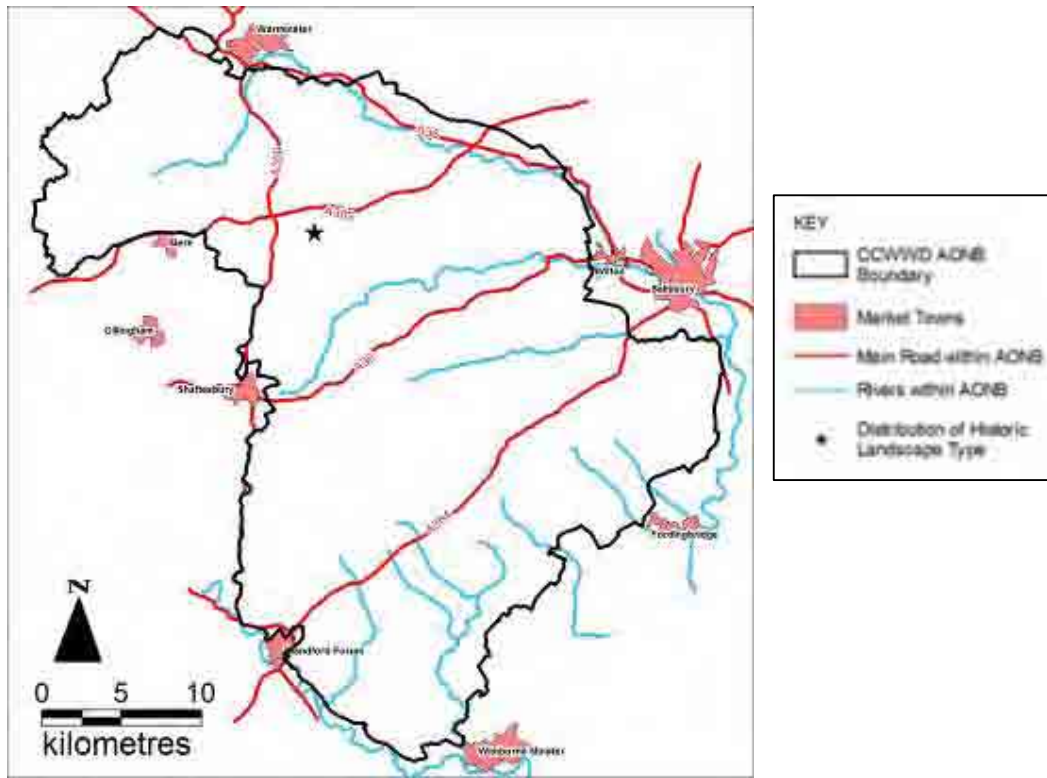 Warminster
A36
A350
A303
Mere
Wilton
Salisbury
Gillingham
A30
Shaftesbury
A354
Fordingbridge
N
Blandford Forum
0 5 10
kilometres
Wimborne Minster
KEY
CCWWD AONB
Boundary
Market Towns
Main Road within AONB
Rivers within AONB
Distribution of Historic
Landscape Type